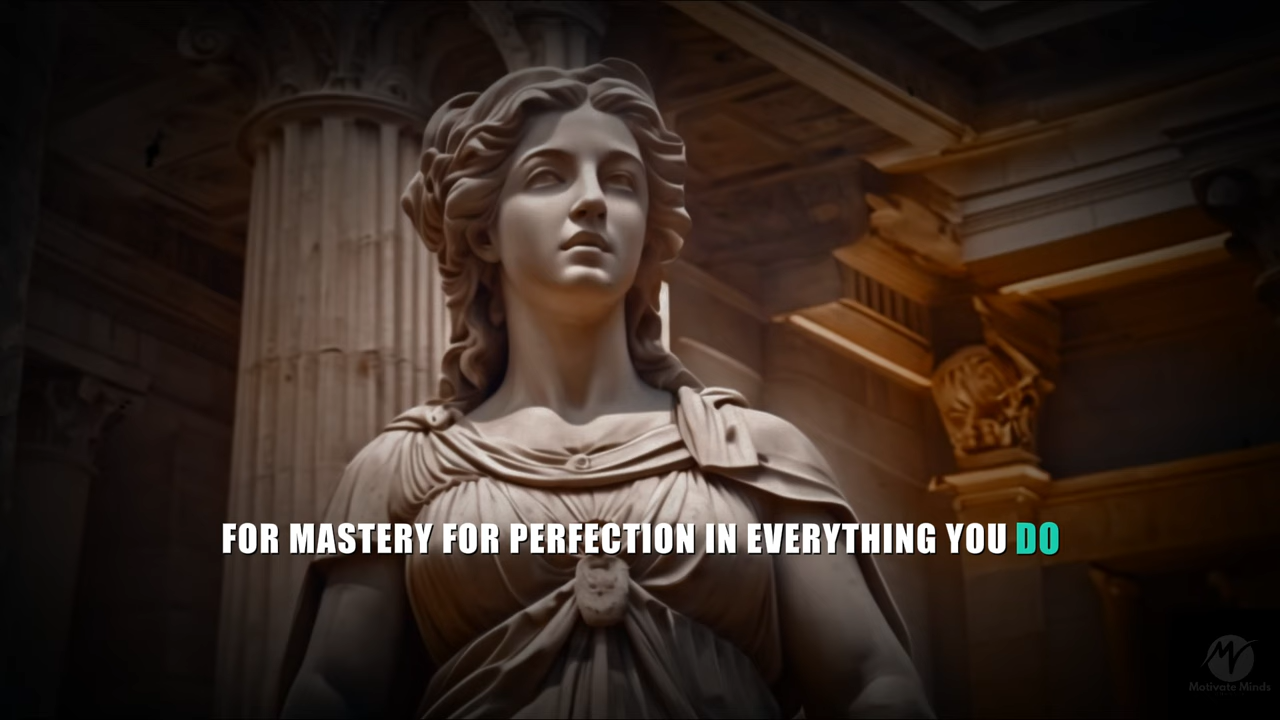 FOR MASTERY FOR PERFECTION IN EVERYTHING YOU DO
Motivate Minds